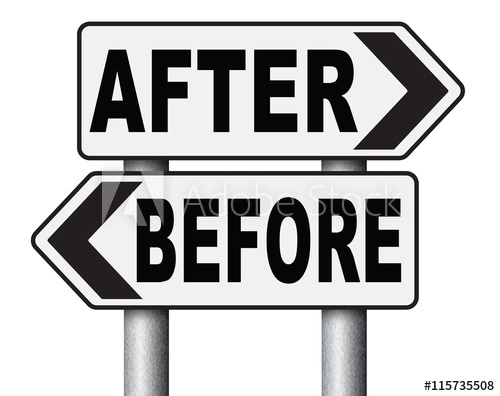 AFTER
BEFORE
Adobe Stock
#115735508